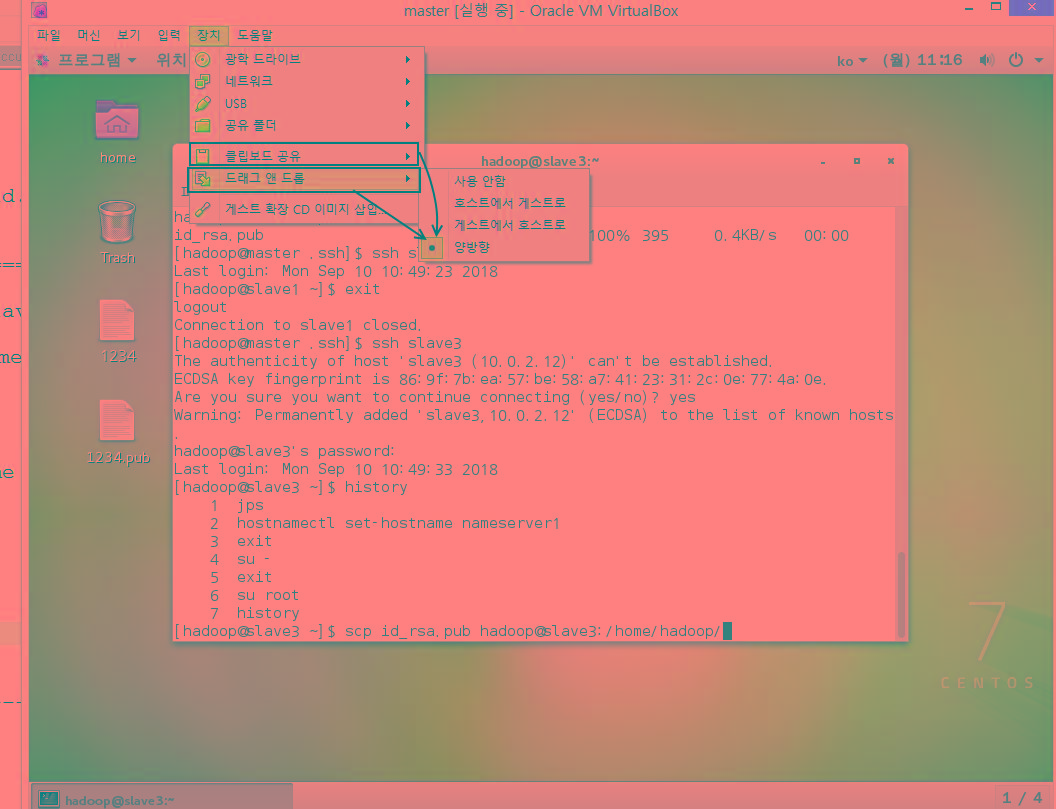 master [실행 중] - Oracle VM VirtualBox
파일 머신 보기 입력 장치 도움말
프로그램 위치
ko (월) 11:16
광학 드라이브
네트워크
USB
공유 폴더
클립보드 공유
드래그 앤 드롭
게스트 확장 CD 이미지 삽입...
사용 안함
호스트에서 게스트로
게스트에서 호스트로
양방향
home
Trash
1234
1234.pub
hadoop@slave3:~
ha
id_rsa.pub 100% 395 0.4KB/s 00:00
[hadoop@master .ssh]$ ssh s
Last login: Mon Sep 10 10:49:23 2018
[hadoop@slave1 ~]$ exit
logout
Connection to slave1 closed.
[hadoop@master .ssh]$ ssh slave3
The authenticity of host 'slave3 (10.0.2.12)' can't be established.
ECDSA key fingerprint is 86:9f:7b:ea:57:be:58:a7:41:23:31:2c:0e:77:4a:0e.
Are you sure you want to continue connecting (yes/no)? yes
Warning: Permanently added 'slave3,10.0.2.12' (ECDSA) to the list of known hosts
.
hadoop@slave3's password:
Last login: Mon Sep 10 10:49:33 2018
[hadoop@slave3 ~]$ history
1 jps
2 hostnamectl set-hostname nameserver1
3 exit
4 su -
5 exit
6 su root
7 history
[hadoop@slave3 ~]$ scp id_rsa.pub hadoop@slave3:/home/hadoop/
7
CENTOS
hadoop@slave3:~
1 / 4